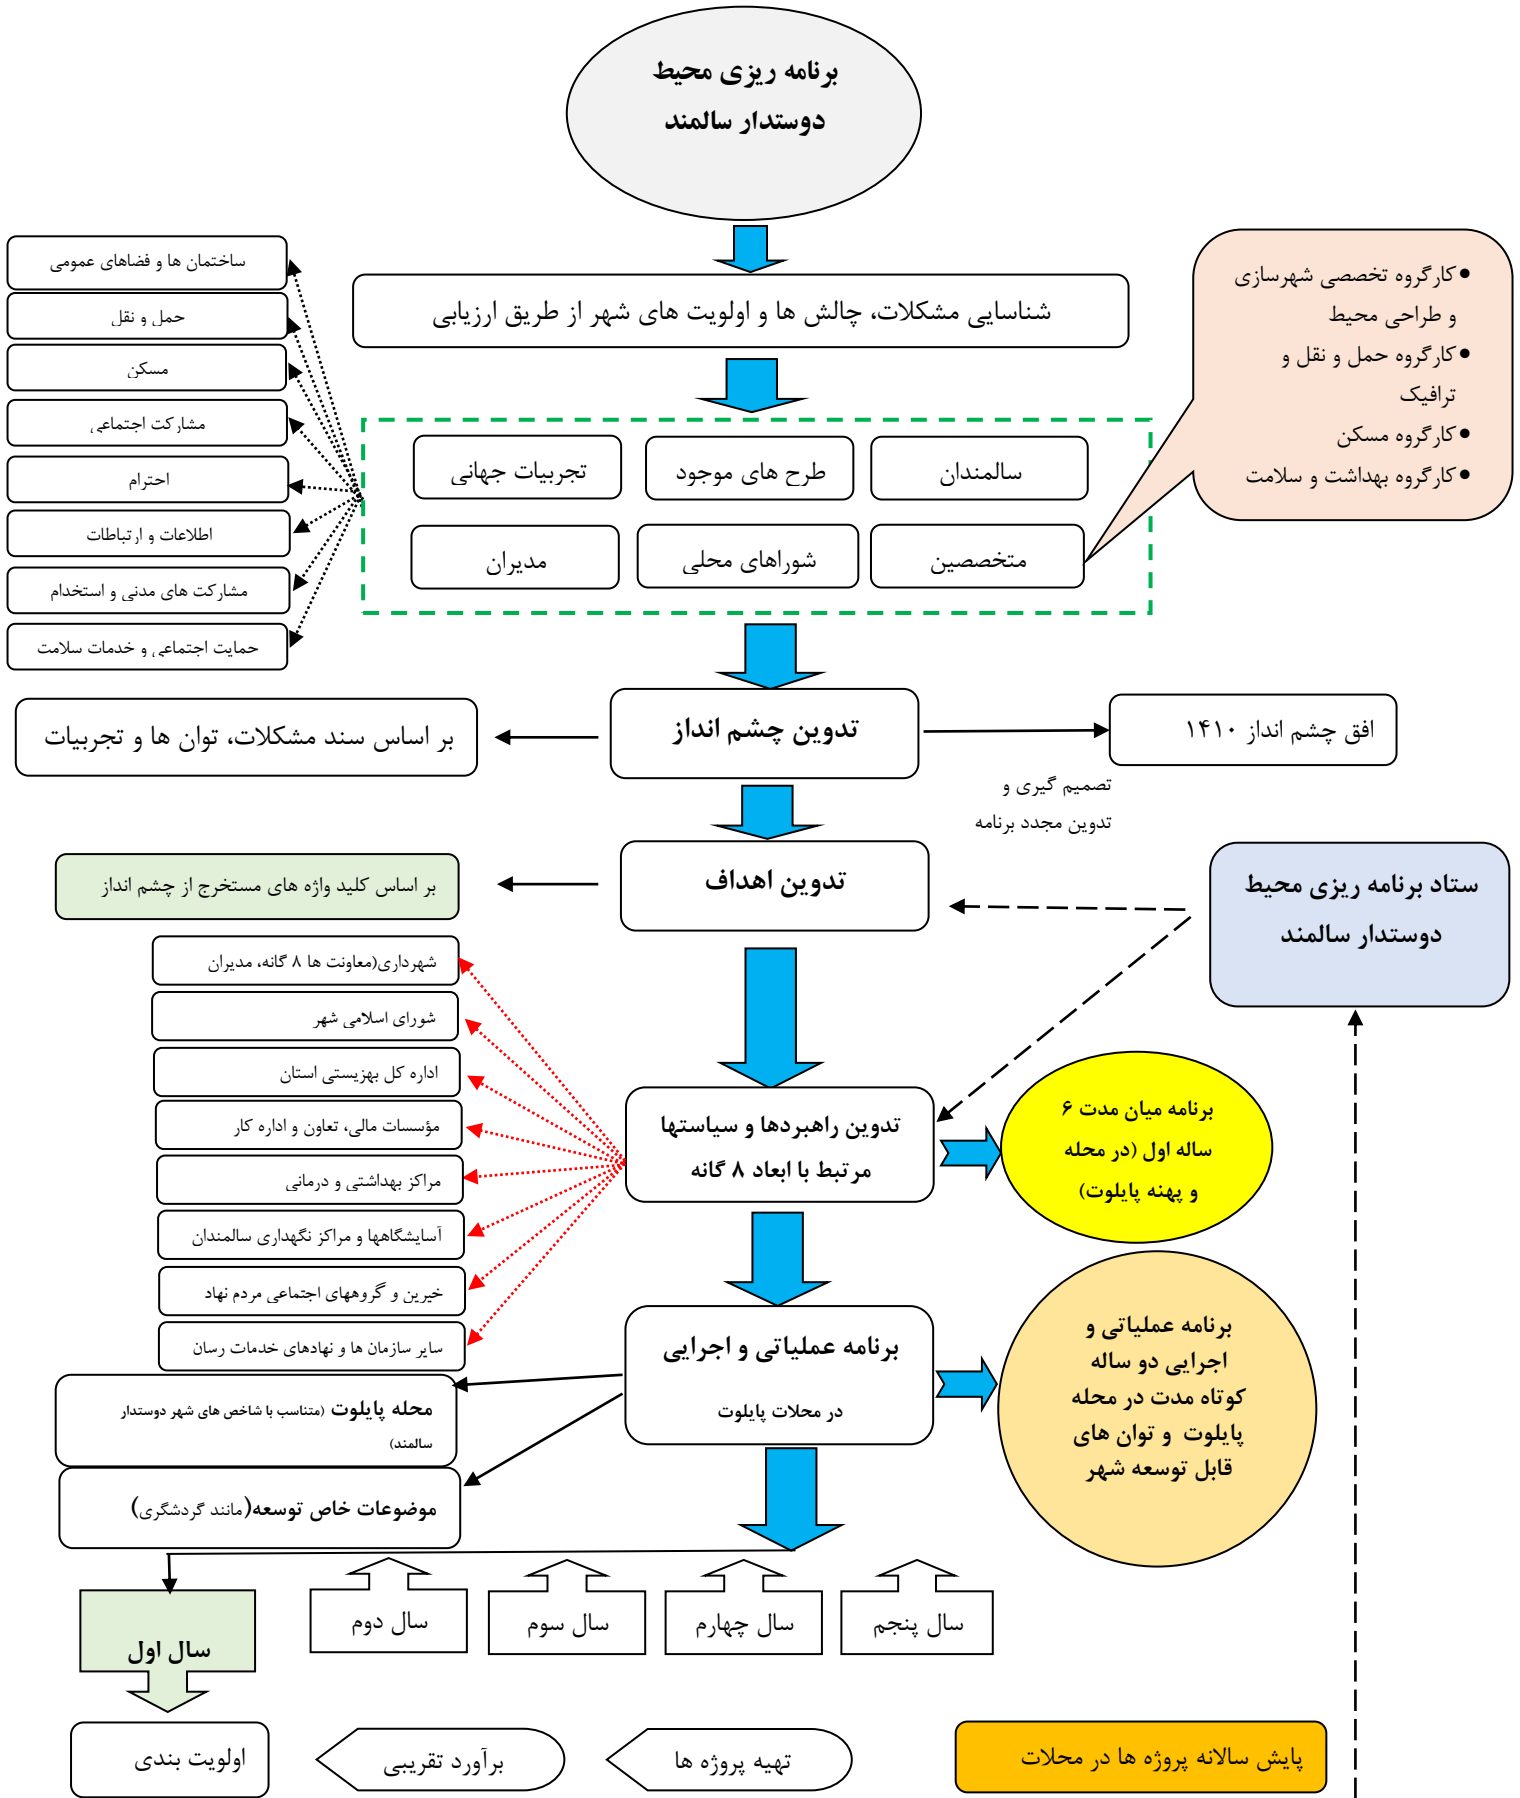 برنامه ریزی محیط
دوستدار سالمند
شناسایی مشکلات، چالش ها و اولویت های شهر از طریق ارزیابی
کارگروه تخصصی شهرسازی
و طراحی محیط
کارگروه حمل و نقل و
ترافیک
کارگروه مسکن
کارگروه بهداشت و سلامت
ساختمان ها و فضاهای عمومی
حمل و نقل
مسکن
مشارکت اجتماعی
احترام
اطلاعات و ارتباطات
مشارکت های مدنی و استخدام
حمایت اجتماعی و خدمات سلامت
سالمندان
طرح های موجود
تجربیات جهانی
متخصصین
شوراهای محلی
مدیران
افق چشم انداز ۱۴۱۰
تدوین چشم انداز
بر اساس سند مشکلات، توان ها و تجربیات
تصمیم گیری و
تدوین مجدد برنامه
ستاد برنامه ریزی محیط
دوستدار سالمند
تدوین اهداف
بر اساس کلید واژه های مستخرج از چشم انداز
شهرداری(معاونت ها ۸ گانه، مدیران
شورای اسلامی شهر
اداره کل بهزیستی استان
مؤسسات مالی، تعاون و اداره کار
مراکز بهداشتی و درمانی
آسایشگاهها و مراکز نگهداری سالمندان
خیرین و گروههای اجتماعی مردم نهاد
سایر سازمان ها و نهادهای خدمات رسان
تدوین راهبردها و سیاستها
مرتبط با ابعاد ۸ گانه
برنامه میان مدت ۶
ساله اول (در محله
و پهنه پایلوت)
برنامه عملیاتی و اجرایی
در محلات پایلوت
برنامه عملیاتی و
اجرایی دو ساله
کوتاه مدت در محله
پایلوت و توان های
قابل توسعه شهر
محله پایلوت (متناسب با شاخص های شهر دوستدار
سالمند)
موضوعات خاص توسعه(مانند گردشگری)
سال اول
سال دوم
سال سوم
سال چهارم
سال پنجم
پایش سالانه پروژه ها در محلات
تهیه پروژه ها
برآورد تقریبی
اولویت بندی